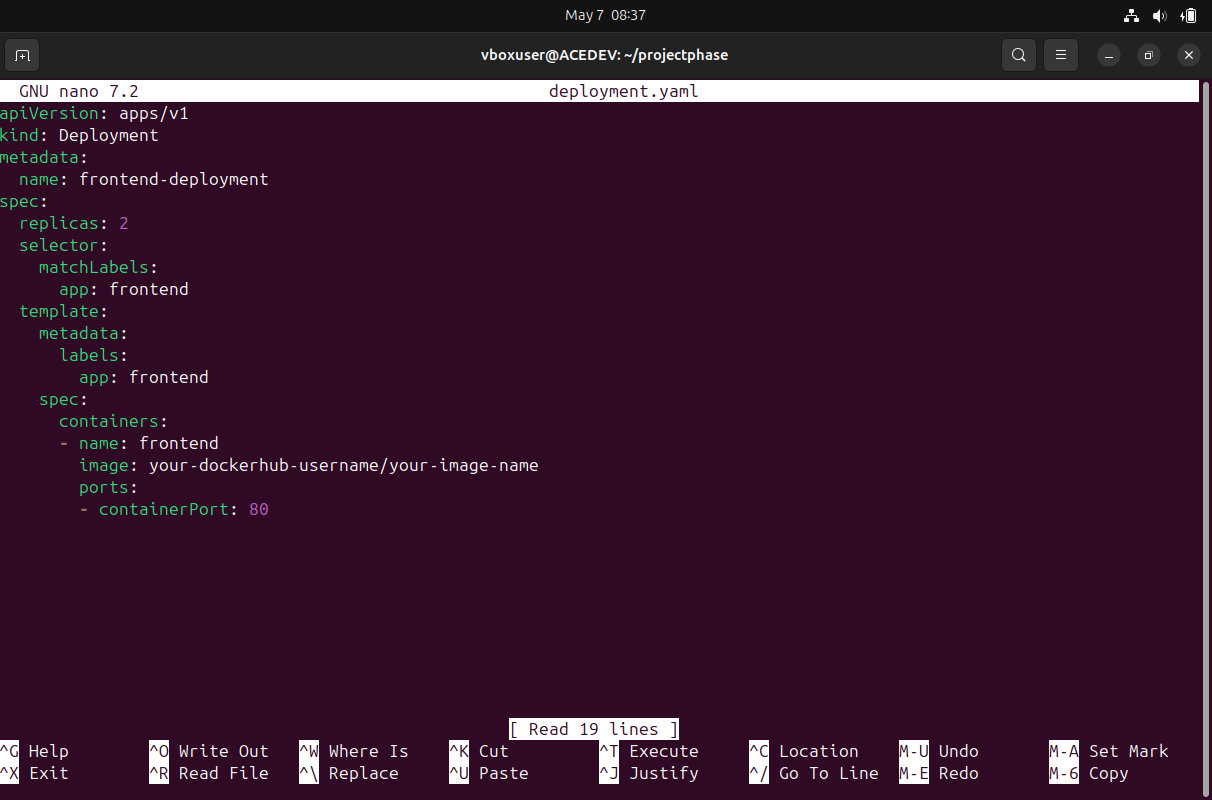 May 7 08:37
vboxuser@ACEDEV: ~/projectphase
GNU nano 7.2 deployment.yaml
apiVersion: apps/v1
kind: Deployment
metadata:
  name: frontend-deployment
spec:
  replicas: 2
  selector:
    matchLabels:
      app: frontend
  template:
    metadata:
      labels:
        app: frontend
    spec:
      containers:
      - name: frontend
        image: your-dockerhub-username/your-image-name
        ports:
        - containerPort: 80
[ Read 19 lines ]
^G Help ^O Write Out ^W Where Is ^K Cut ^T Execute ^C Location M-U Undo M-A Set Mark
^X Exit ^R Read File ^\ Replace ^U Paste ^J Justify ^/ Go To Line M-E Redo M-6 Copy